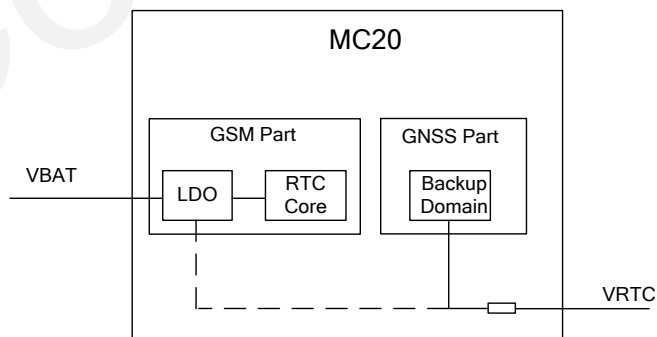 MC20
GSM Part
GNSS Part
VBAT
LDO
RTC
Core
Backup
Domain
VRTC